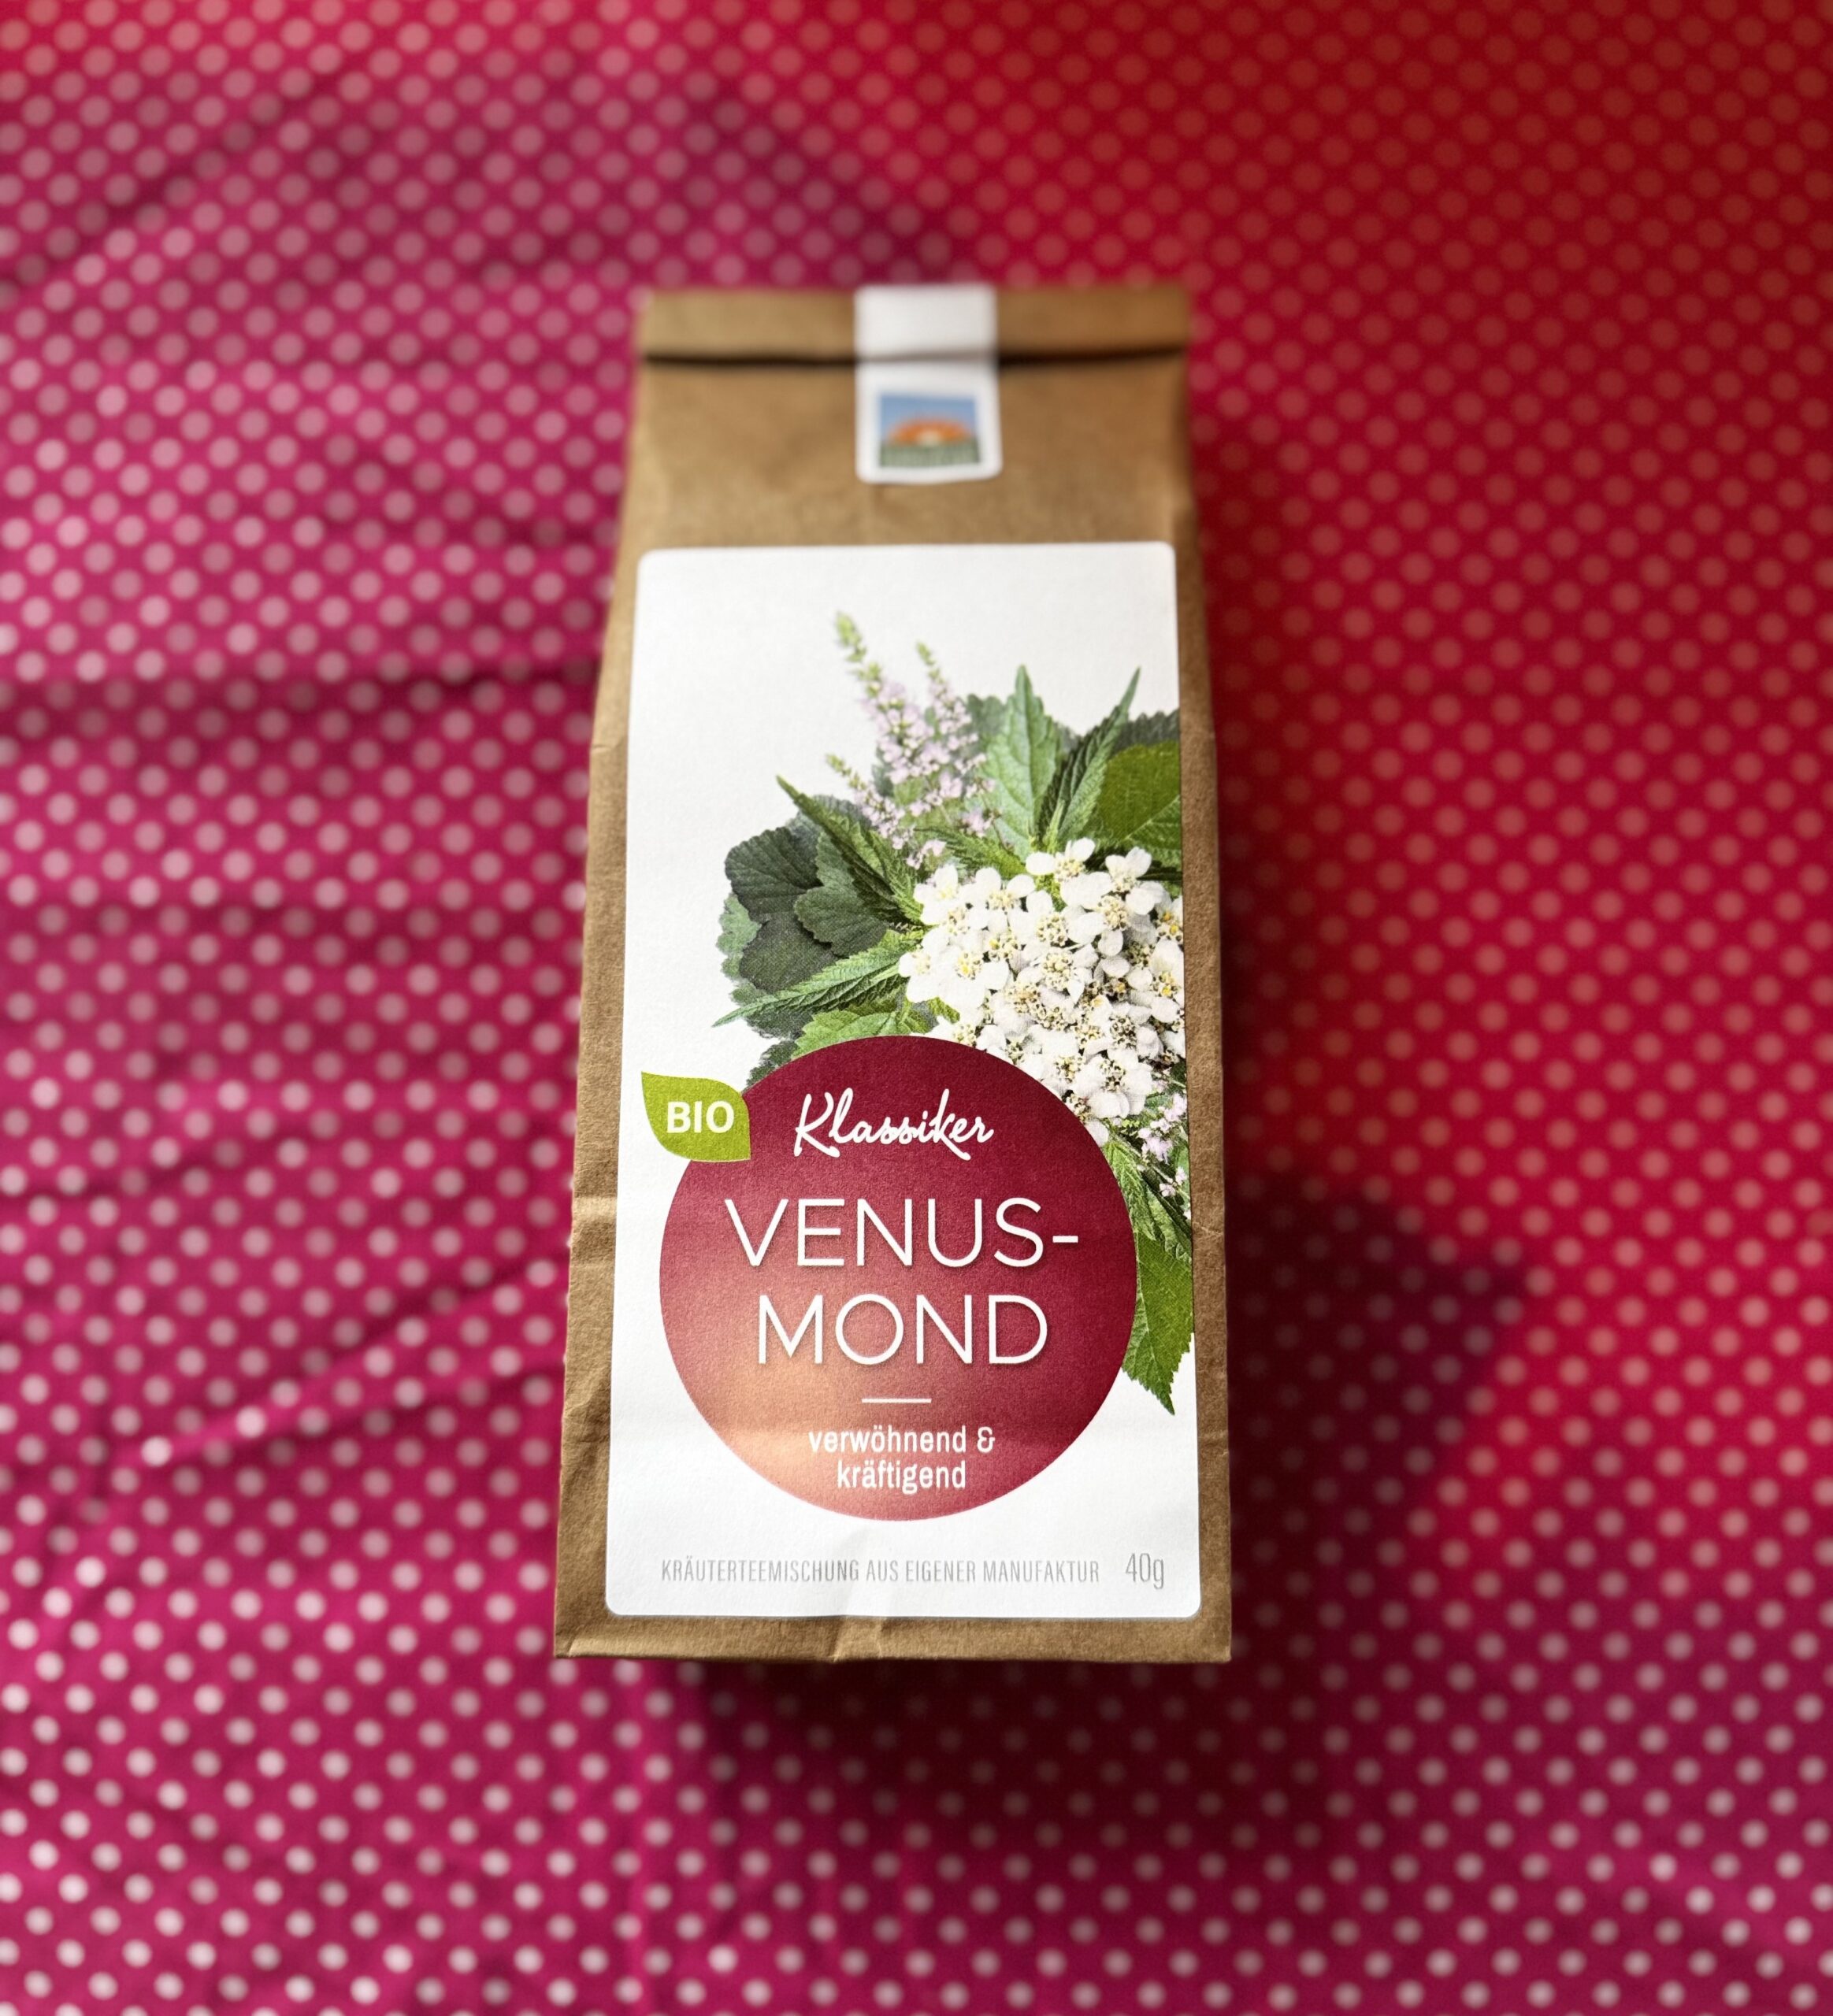 BIO
Klassiker
VENUS-
MOND
verwöhnend &
kräftigend
KRÄUTERTEEMISCHUNG AUS EIGENER MANUFAKTUR 40g